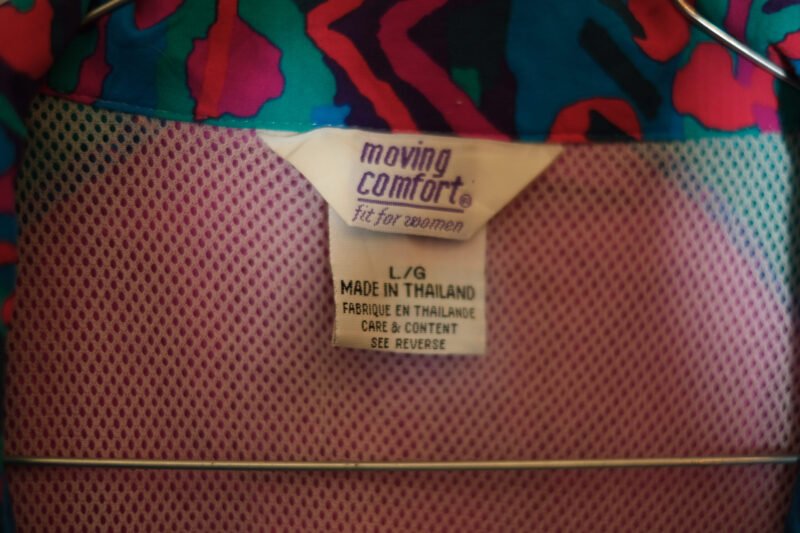 moving
comfort®
fit for women
L/G
MADE IN THAILAND
FABRIQUE EN THAILANDE
CARE & CONTENT
SEE REVERSE